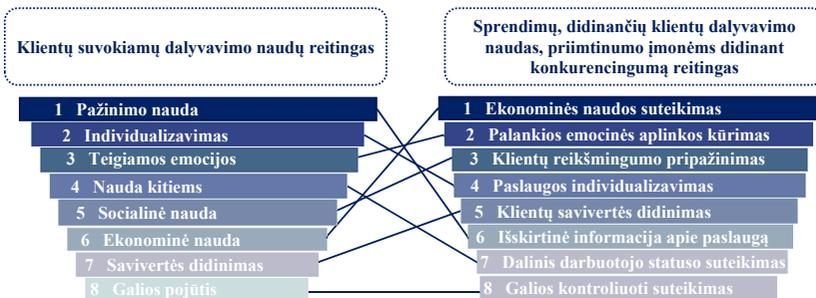 Klientų suvokiamų dalyvavimo naudų reitingas
1 Pažinimo nauda
2 Individualizavimas
3 Teigiamos emocijos
4 Nauda kitiems
5 Socialinė nauda
6 Ekonominė nauda
7 Savivertės didinimas
8 Galios pojūtis
Sprendimų, didinančių klientų dalyvavimo
naudas, priimtinumo įmonėms didinant
konkurencingumą reitingas
1 Ekonominės naudos suteikimas
2 Palankios emocinės aplinkos kūrimas
3 Klientų reikšmingumo pripažinimas
4 Paslaugos individualizavimas
5 Klientų savivertės didinimas
6 Išskirtinė informacija apie paslaugą
7 Dalinis darbuotojo statuso suteikimas
8 Galios kontroliuoti suteikimas